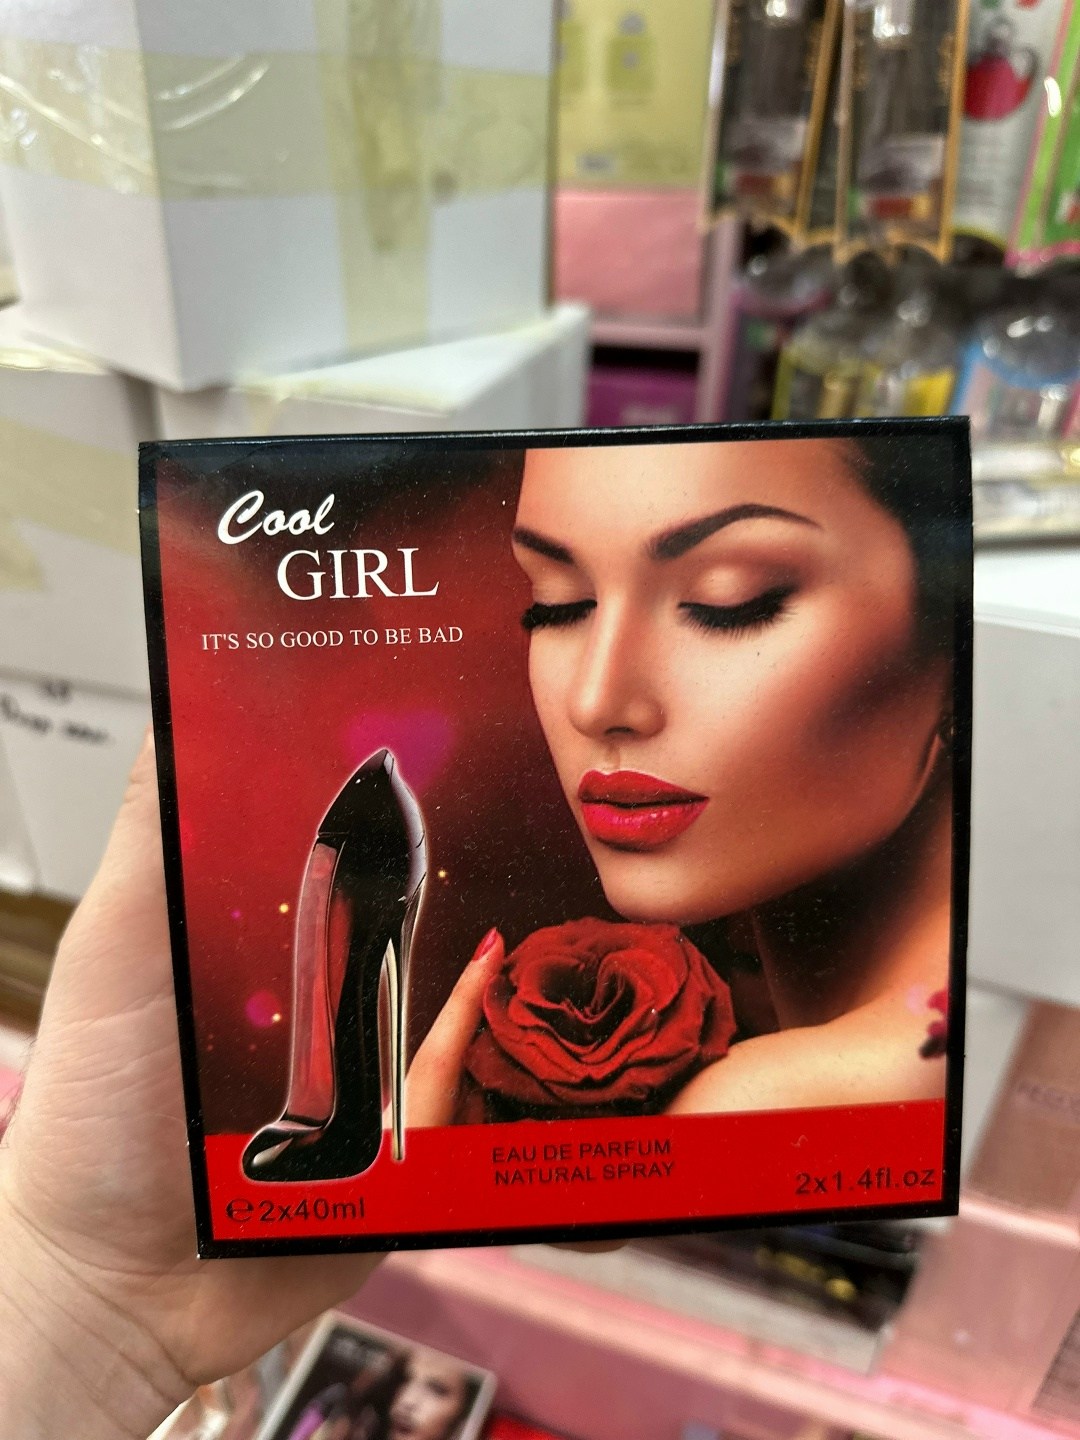 Cool
GIRL
IT'S SO GOOD TO BE BAD
EAU DE PARFUM
NATURAL SPRAY
℮2x40ml
2x1.4fl.oz